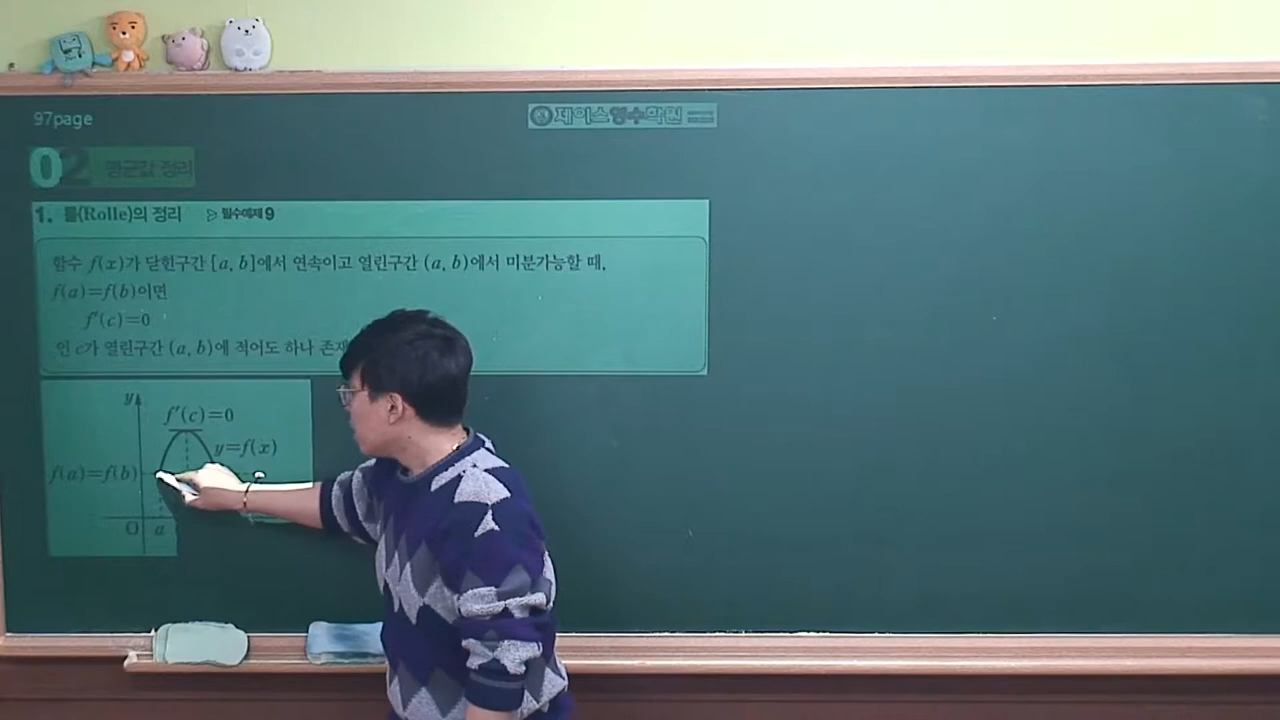 97page
제이스영수학원
02 평균값 정리
1. 롤(Rolle)의 정리 ▷ 필수예제 9
함수 f(x)가 닫힌구간 [a, b]에서 연속이고 열린구간 (a, b)에서 미분가능할 때,
f(a)=f(b)이면
f′(c)=0
인 c가 열린구간 (a, b)에 적어도 하나 존재
y
f′(c)=0
y=f(x)
f(a)=f(b)
O a